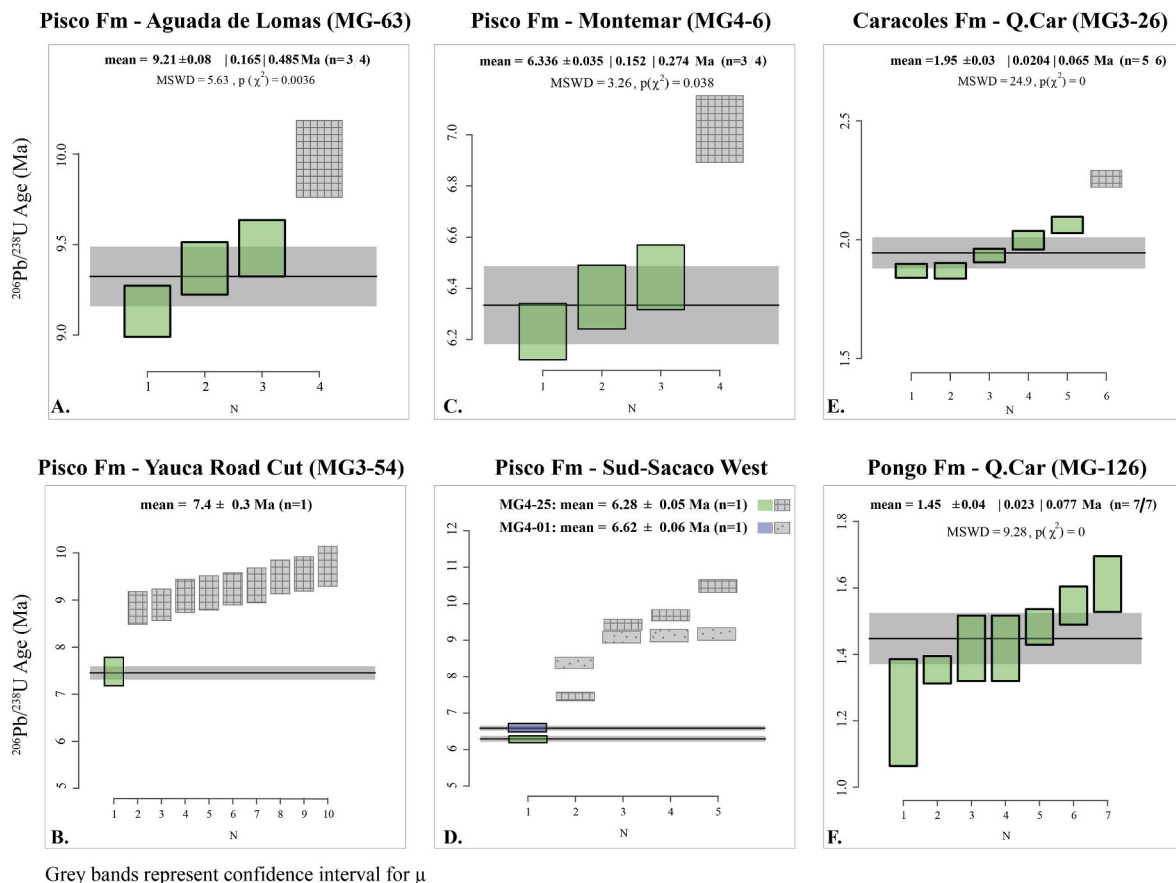 Pisco Fm - Aguada de Lomas (MG-63)
mean = 9.21 ±0.08 | 0.165 | 0.485 Ma (n=3/4)
MSWD = 5.63 , p (χ²) = 0.0036
²⁰⁶Pb/²³⁸U Age (Ma)
10.0
9.5
9.0
1 2 3 4
N
A.
Pisco Fm - Montemar (MG4-6)
mean = 6.336 ±0.035 | 0.152 | 0.274 Ma (n=3/4)
MSWD = 3.26 , p(χ²) = 0.038
7.0
6.8
6.6
6.4
6.2
1 2 3 4
N
C.
Caracoles Fm - Q.Car (MG3-26)
mean =1.95 ±0.03 | 0.0204 | 0.065 Ma (n=5/6)
MSWD = 24.9 , p(χ²) = 0
2.5
2.0
1.5
1 2 3 4 5 6
N
E.
Pisco Fm - Yauca Road Cut (MG3-54)
mean = 7.4 ± 0.3 Ma (n=1)
²⁰⁶Pb/²³⁸U Age (Ma)
10
9
8
7
6
5
1 2 3 4 5 6 7 8 9 10
N
B.
Pisco Fm - Sud-Sacaco West
MG4-25: mean = 6.28 ± 0.05 Ma (n=1)
MG4-01: mean = 6.62 ± 0.06 Ma (n=1)
12
11
10
9
8
7
6
5
1 2 3 4 5
N
D.
Pongo Fm - Q.Car (MG-126)
mean = 1.45 ±0.04 | 0.023 | 0.077 Ma (n= 7/7)
MSWD = 9.28 , p(χ²) = 0
1.8
1.6
1.4
1.2
1.0
1 2 3 4 5 6 7
N
F.
Grey bands represent confidence interval for μ